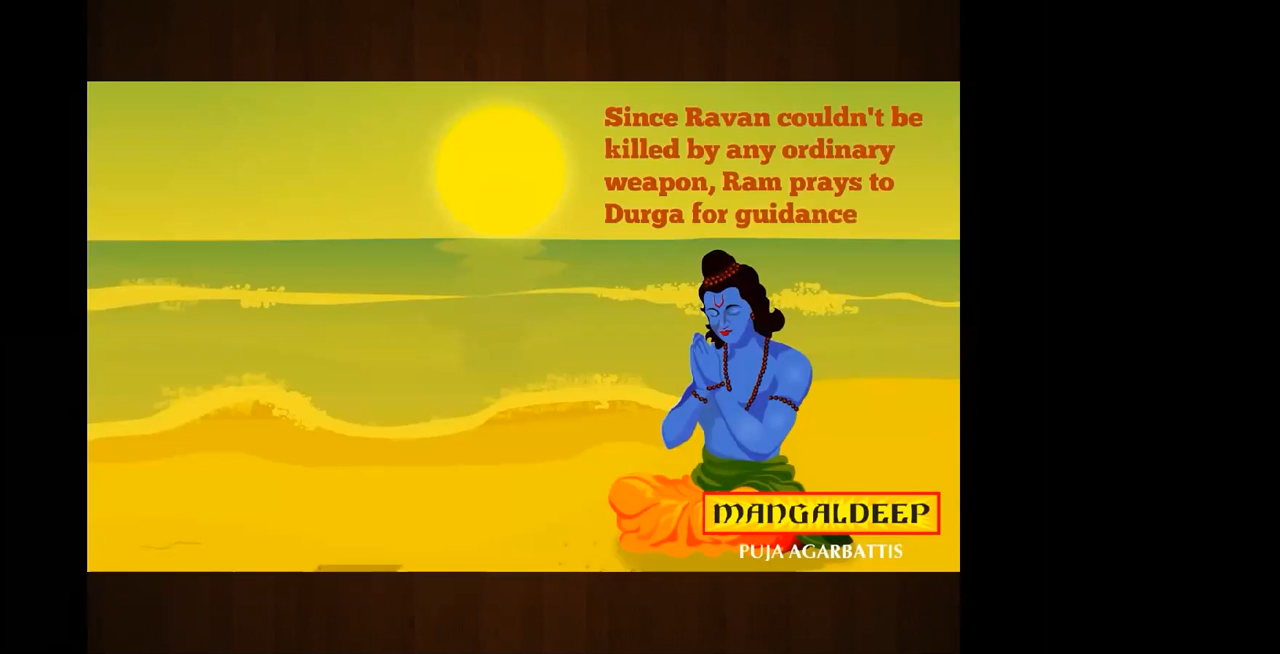 Since Ravan couldn't be
killed by any ordinary
weapon, Ram prays to
Durga for guidance
MANGALDEEP
PUJA AGARBATTIS